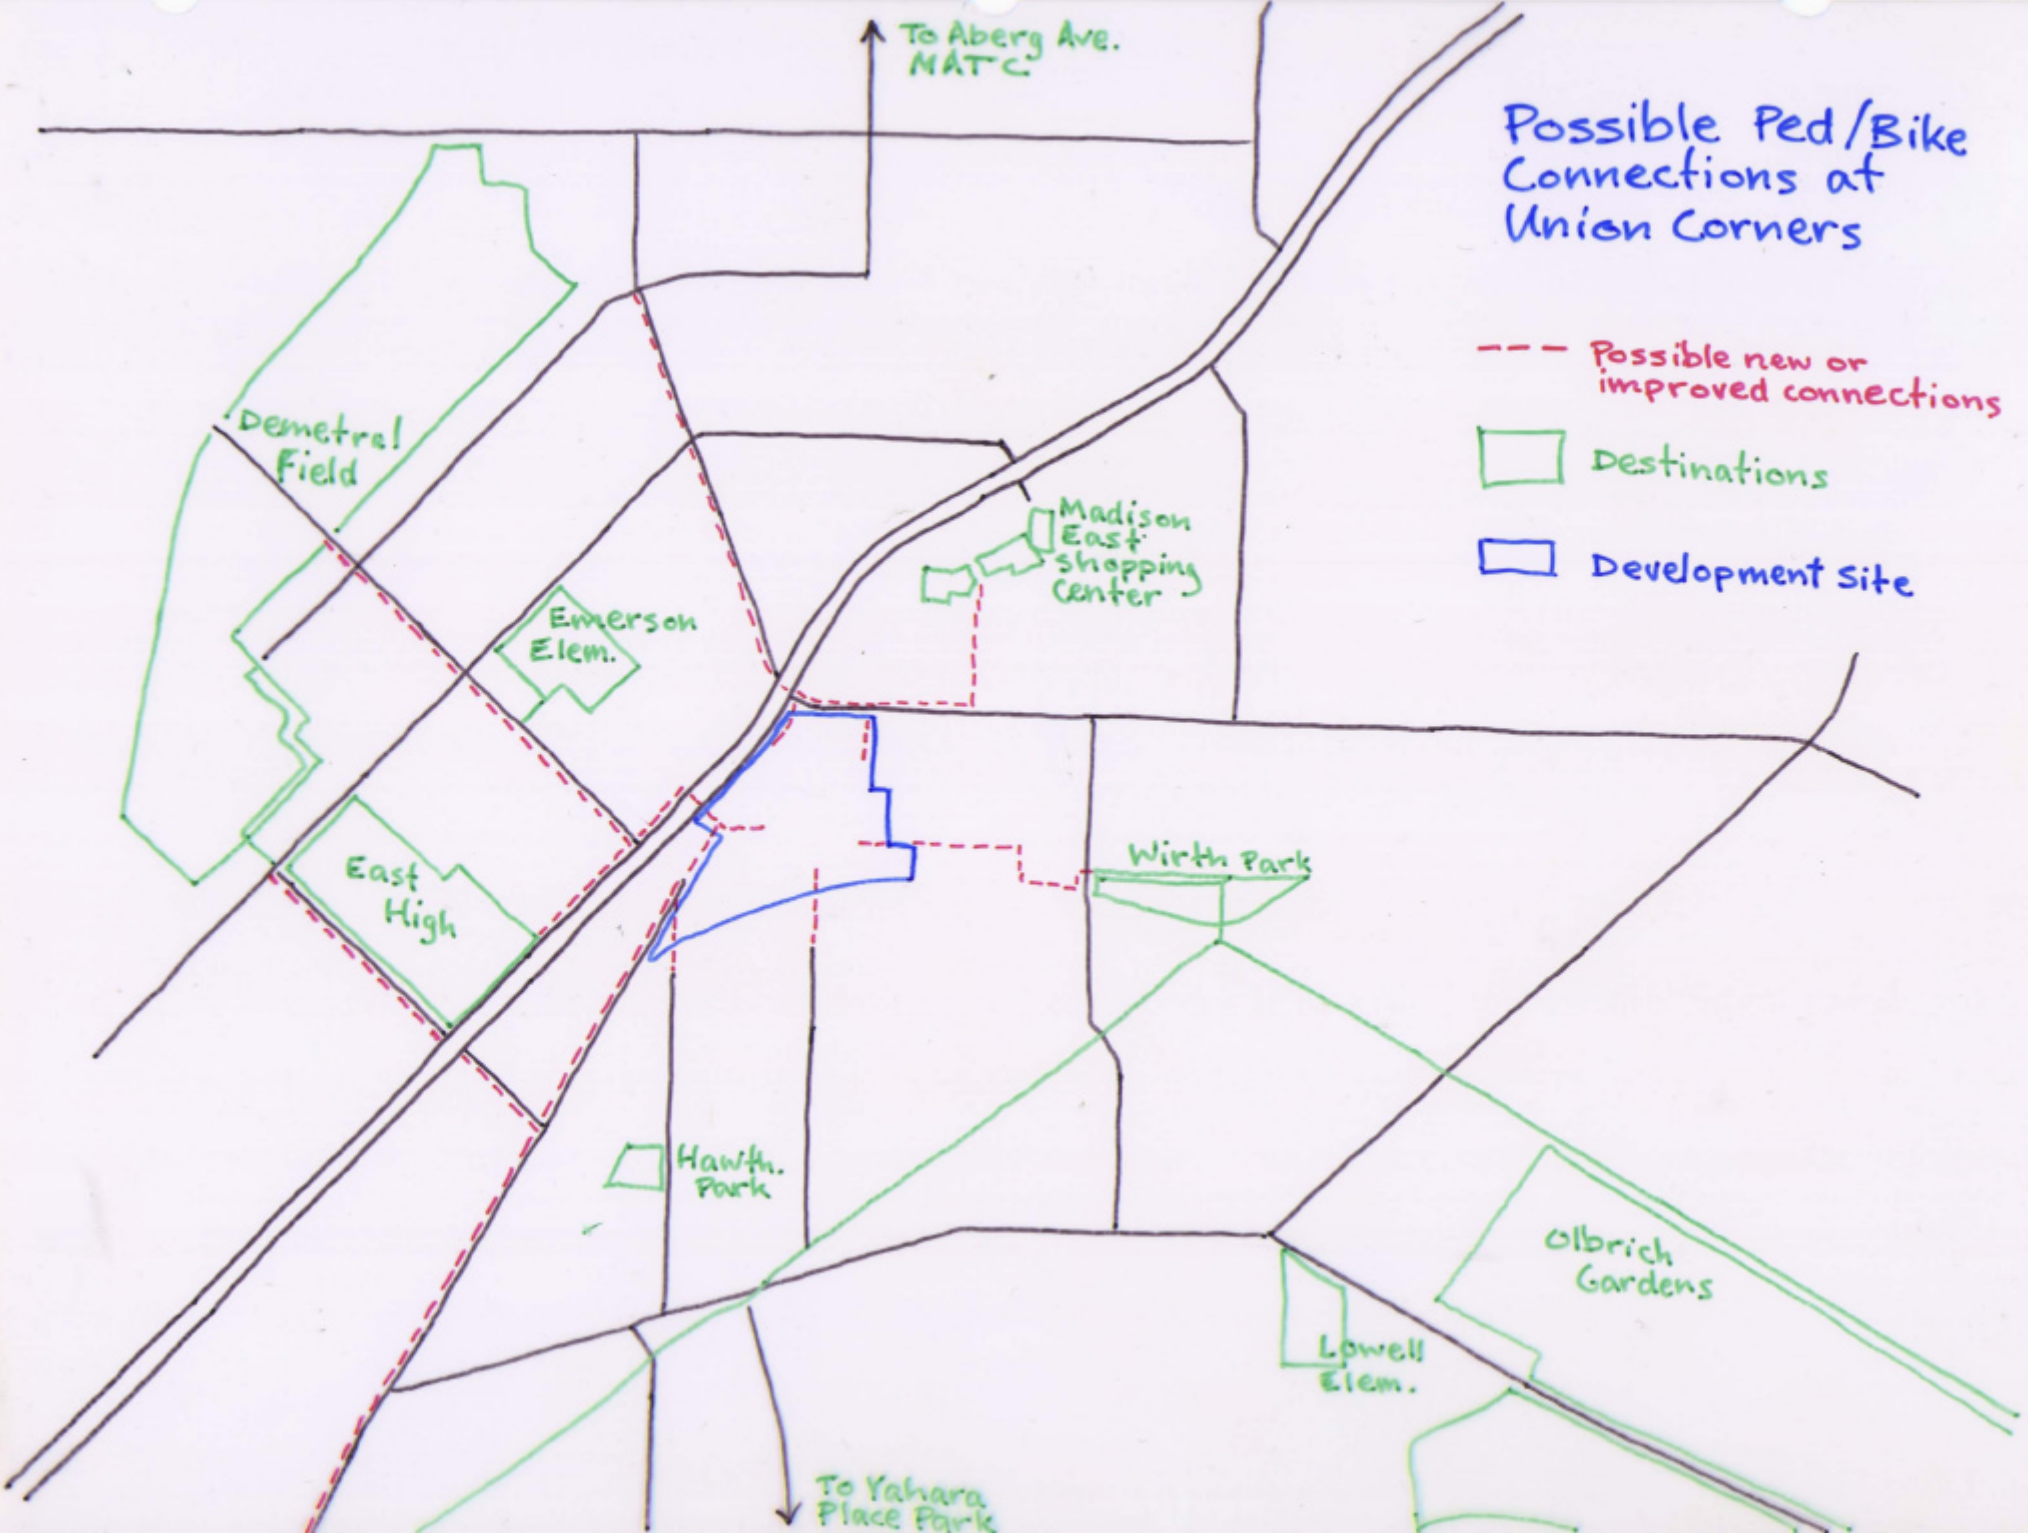 To Aberg Ave.
MATC
Possible Ped/Bike
Connections at
Union Corners
Possible new or
improved connections
Destinations
Development Site
Demetral
Field
Madison
East
Shopping
Center
Emerson
Elem.
East
High
Wirth Park
Hawth.
Park
Olbrich
Gardens
Lowell
Elem.
To Yahara
Place Park